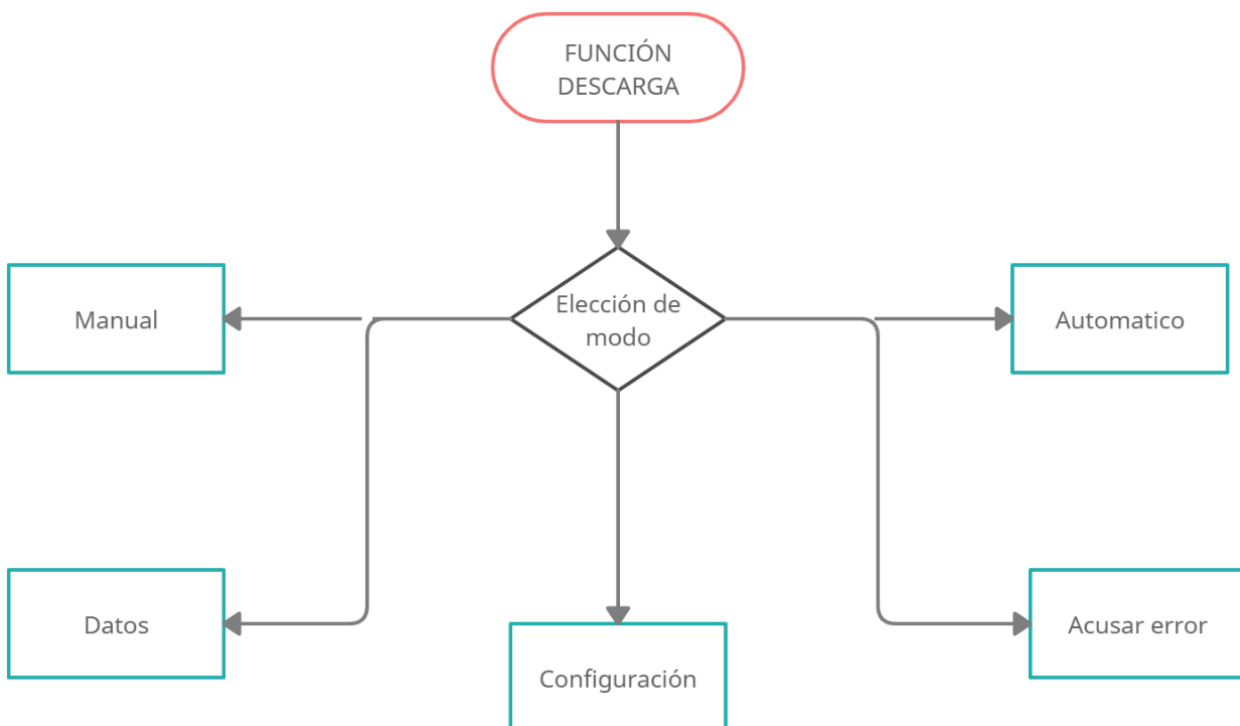 FUNCIÓN
DESCARGA
Elección de
modo
Manual
Automatico
Datos
Configuración
Acusar error